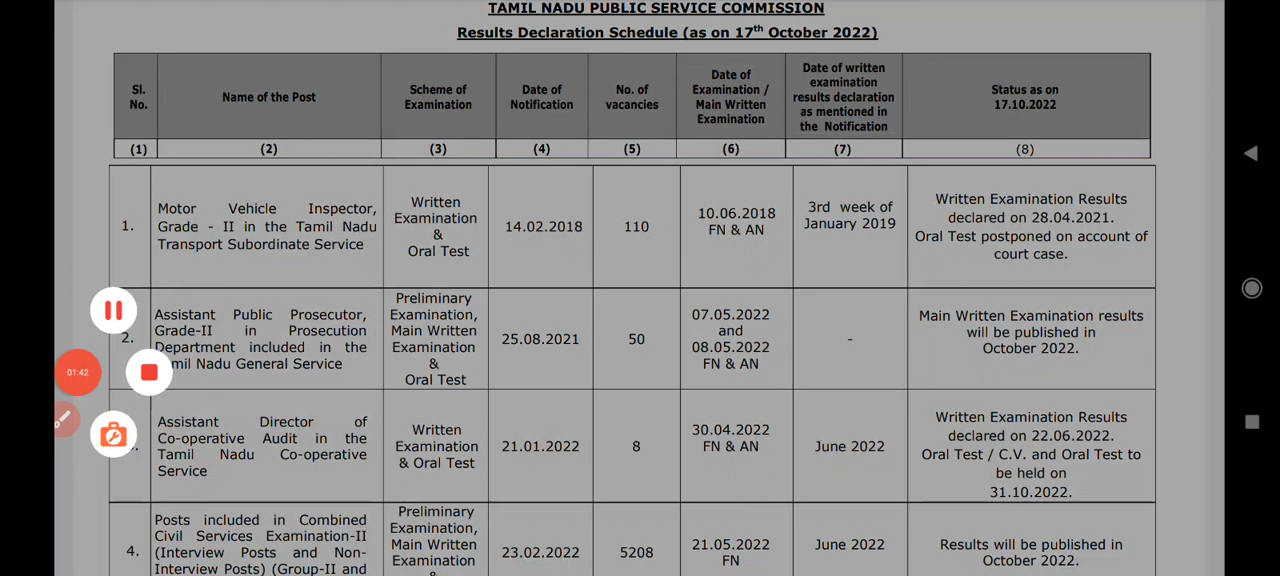 TAMIL NADU PUBLIC SERVICE COMMISSION
Results Declaration Schedule (as on 17th October 2022)
Sl.
No.
Name of the Post
Scheme of
Examination
Date of
Notification
No. of
vacancies
Date of
Examination /
Main Written
Examination
Date of written
examination
results declaration
as mentioned in
the Notification
Status as on
17.10.2022
(1)
(2)
(3)
(4)
(5)
(6)
(7)
(8)
1.
Motor Vehicle Inspector,
Grade - II in the Tamil Nadu
Transport Subordinate Service
Written
Examination
&
Oral Test
14.02.2018
110
10.06.2018
FN & AN
3rd week of
January 2019
Written Examination Results
declared on 28.04.2021.
Oral Test postponed on account of
court case.
2.
Assistant Public Prosecutor,
Grade-II in Prosecution
Department included in the
mil Nadu General Service
Preliminary
Examination,
Main Written
Examination
&
Oral Test
25.08.2021
50
07.05.2022
and
08.05.2022
FN & AN
-
Main Written Examination results
will be published in
October 2022.
Assistant Director of
Co-operative Audit in the
Tamil Nadu Co-operative
Service
Written
Examination
& Oral Test
21.01.2022
8
30.04.2022
FN & AN
June 2022
Written Examination Results
declared on 22.06.2022.
Oral Test / C.V. and Oral Test to
be held on
31.10.2022.
4.
Posts included in Combined
Civil Services Examination-II
(Interview Posts and Non-
Interview Posts) (Group-II and
Preliminary
Examination,
Main Written
Examination
23.02.2022
5208
21.05.2022
FN
June 2022
Results will be published in
October 2022.
01:42